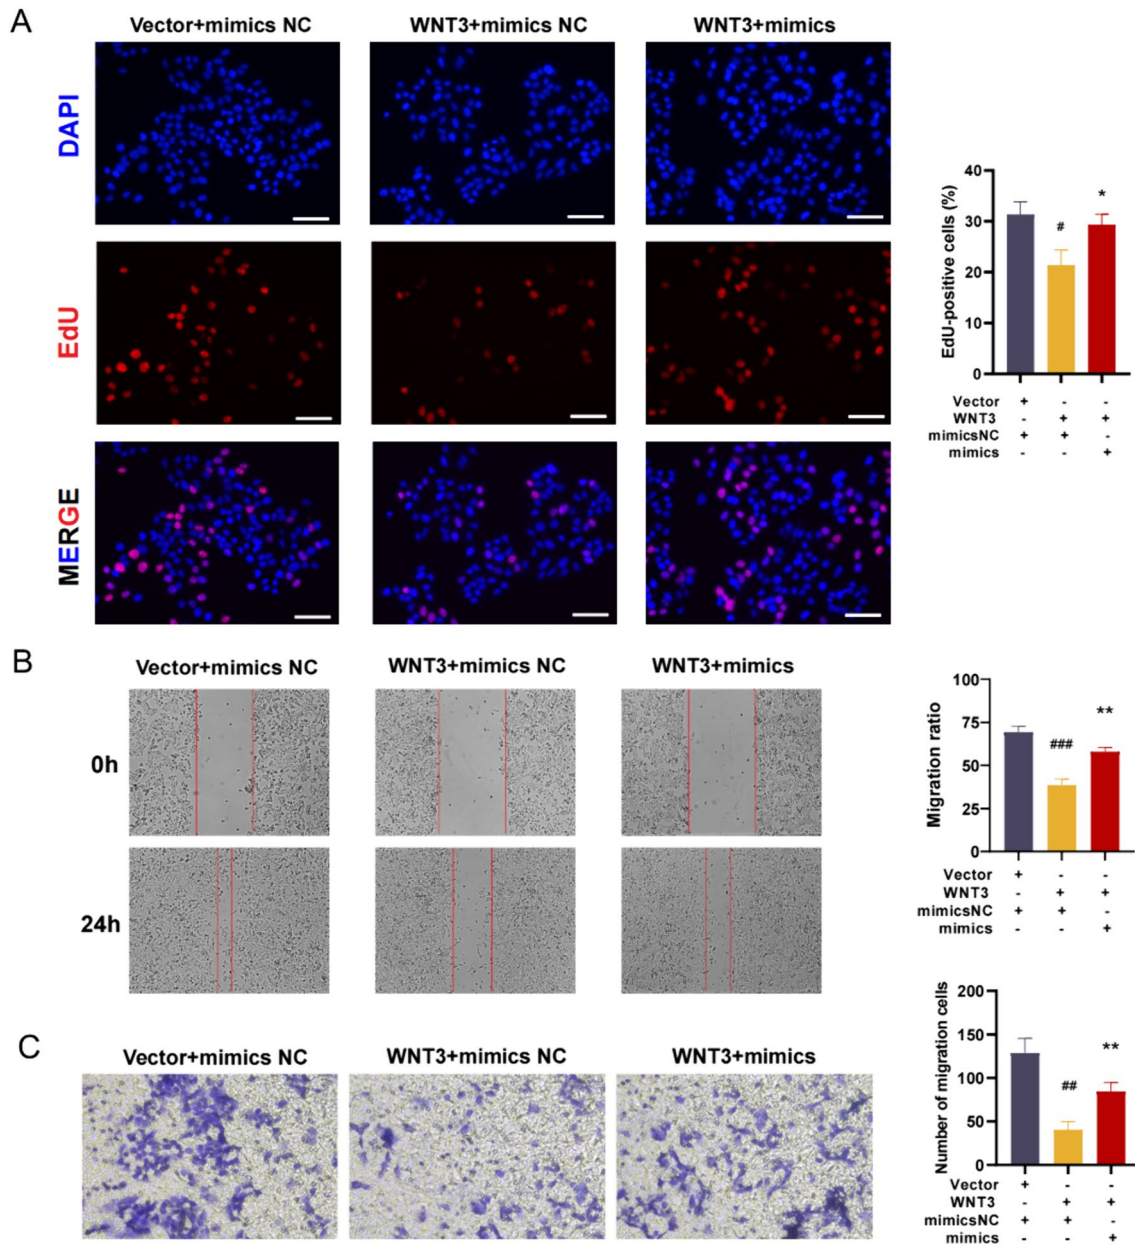 A
Vector+mimics NC
WNT3+mimics NC
WNT3+mimics
DAPI
EdU
MERGE
EdU-positive cells (%)
40
30
20
10
0
*
#
Vector + - -
WNT3 - + +
mimicsNC + + -
mimics - - +
B
Vector+mimics NC
WNT3+mimics NC
WNT3+mimics
0h
24h
Migration ratio
100
75
50
25
0
**
###
Vector + - -
WNT3 - + +
mimicsNC + + -
mimics - - +
C
Vector+mimics NC
WNT3+mimics NC
WNT3+mimics
Number of migration cells
200
150
100
50
0
**
##
Vector + - -
WNT3 - + +
mimicsNC + + -
mimics - - +